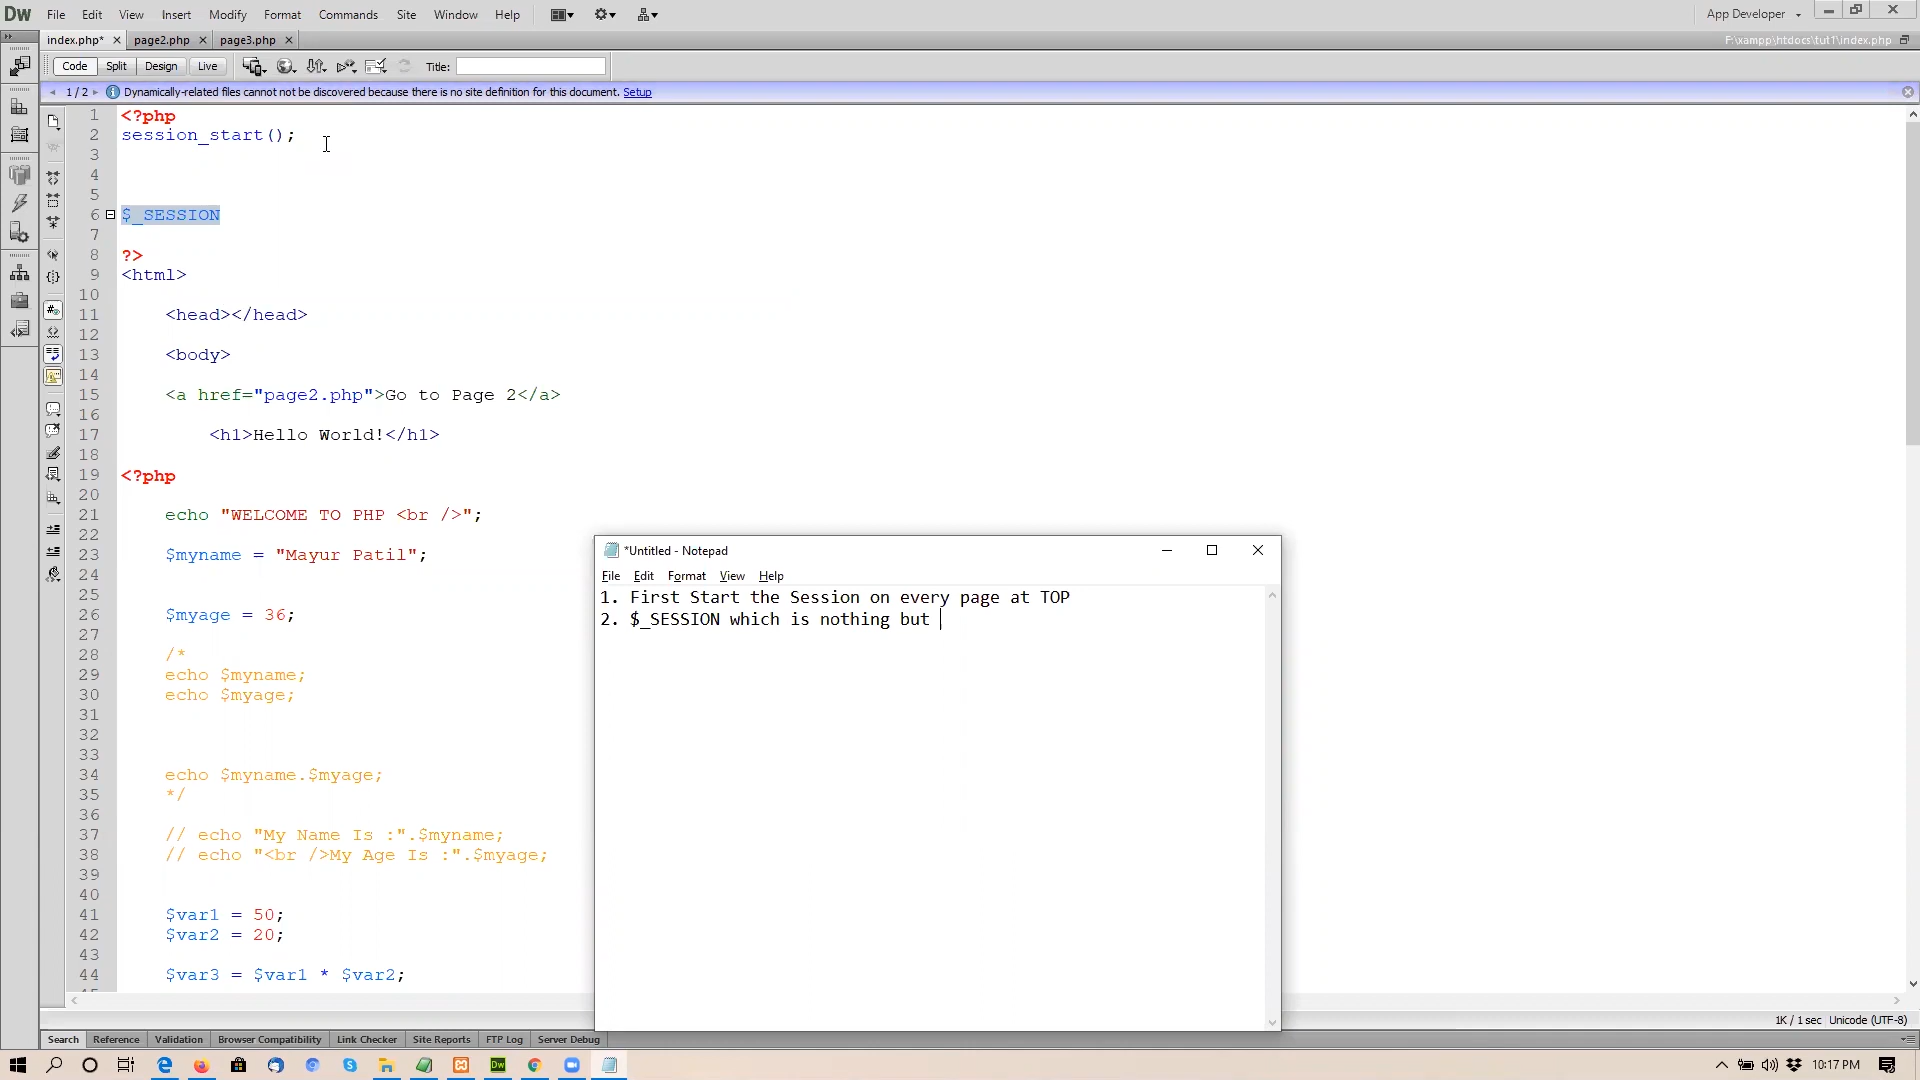 Dw File Edit View Insert Modify Format Commands Site Window Help App Developer
index.php* page2.php page3.php F:\xampp\htdocs\tut1\index.php
Code Split Design Live Title:
1 / 2 Dynamically-related files cannot not be discovered because there is no site definition for this document. Setup
1 <?php
2 session_start();
3
4
5
6 $_SESSION
7
8 ?>
9 <html>
10
11 <head></head>
12
13 <body>
14
15 <a href="page2.php">Go to Page 2</a>
16
17 <h1>Hello World!</h1>
18
19 <?php
20
21 echo "WELCOME TO PHP <br />";
22
23 $myname = "Mayur Patil";
24
25
26 $myage = 36;
27
28 /*
29 echo $myname;
30 echo $myage;
31
32
33
34 echo $myname.$myage;
35 */
36
37 // echo "My Name Is :".$myname;
38 // echo "<br />My Age Is :".$myage;
39
40
41 $var1 = 50;
42 $var2 = 20;
43
44 $var3 = $var1 * $var2;
*Untitled - Notepad
File Edit Format View Help
1. First Start the Session on every page at TOP
2. $_SESSION which is nothing but
1K / 1 sec Unicode (UTF-8)
Search Reference Validation Browser Compatibility Link Checker Site Reports FTP Log Server Debug
Dw
10:17 PM